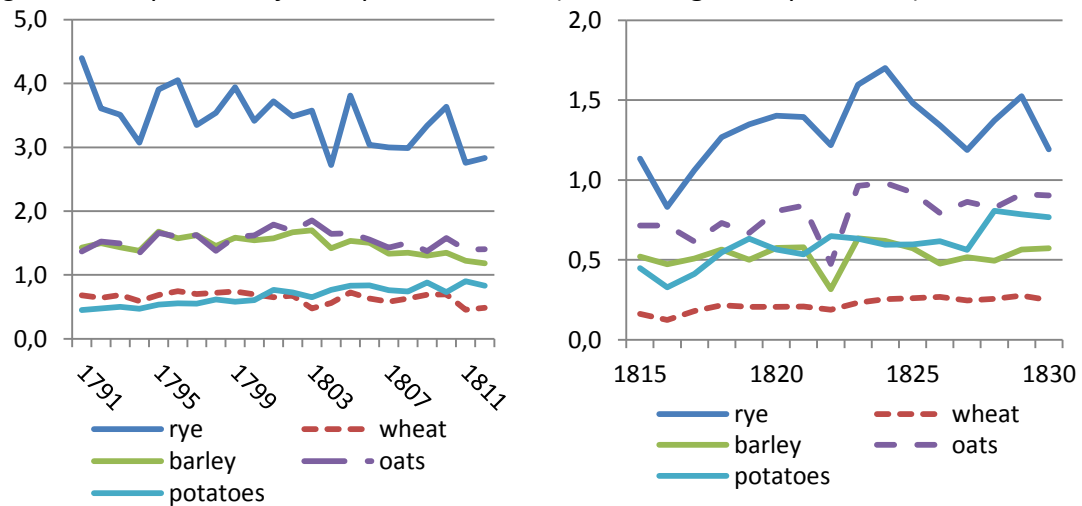 5,0
4,0
3,0
2,0
1,0
0,0
1791
1795
1799
1803
1807
1811
rye
wheat
barley
oats
potatoes
2,0
1,5
1,0
0,5
0,0
1815
1820
1825
1830
rye
wheat
barley
oats
potatoes